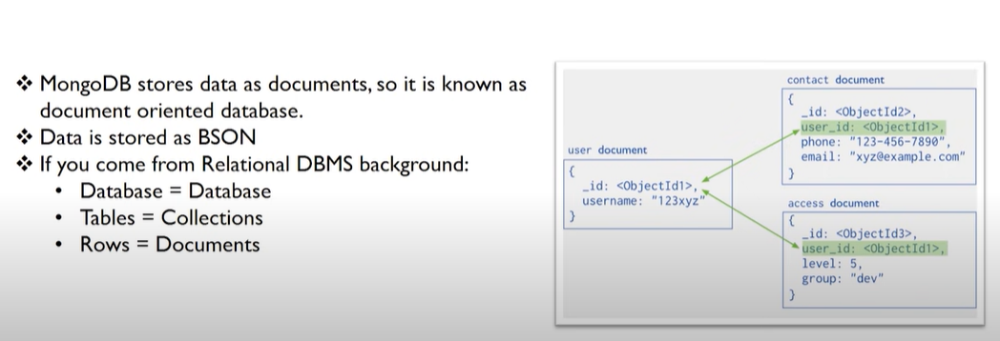 ❖ MongoDB stores data as documents, so it is known as
document oriented database.
❖ Data is stored as BSON
❖ If you come from Relational DBMS background:
• Database = Database
• Tables = Collections
• Rows = Documents
user document
{
_id: <ObjectId1>,
username: "123xyz"
}
contact document
{
_id: <ObjectId2>,
user_id: <ObjectId1>,
phone: "123-456-7890",
email: "xyz@example.com"
}
access document
{
_id: <ObjectId3>,
user_id: <ObjectId1>,
level: 5,
group: "dev"
}